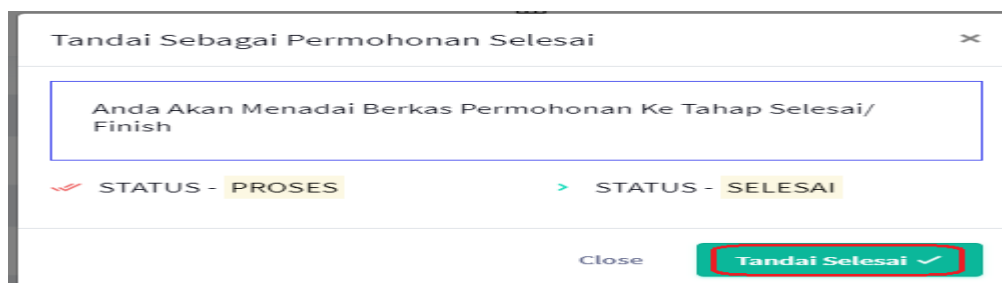 Tandai Sebagai Permohonan Selesai
Anda Akan Menadai Berkas Permohonan Ke Tahap Selesai/
Finish
STATUS - PROSES
STATUS - SELESAI
Close
Tandai Selesai